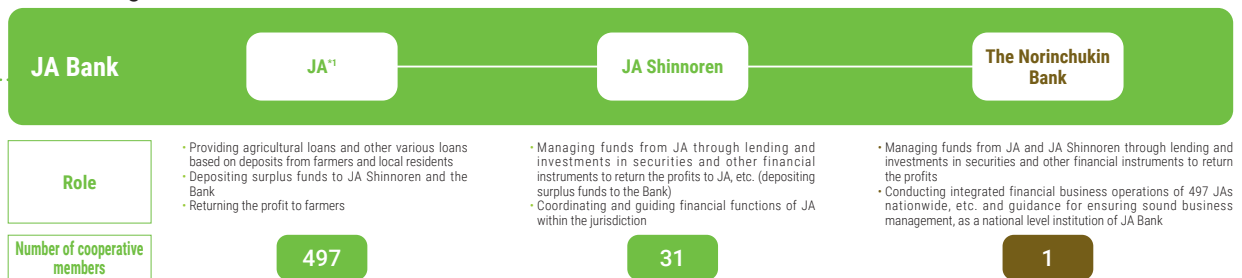 JA Bank
JA*1
JA Shinnoren
The Norinchukin
Bank
Role
• Providing agricultural loans and other various loans
based on deposits from farmers and local residents
• Depositing surplus funds to JA Shinnoren and the
Bank
• Returning the profit to farmers
• Managing funds from JA through lending and
investments in securities and other financial
instruments to return the profits to JA, etc. (depositing
surplus funds to the Bank)
• Coordinating and guiding financial functions of JA
within the jurisdiction
• Managing funds from JA and JA Shinnoren through lending and
investments in securities and other financial instruments to return
the profits
• Conducting integrated financial business operations of 497 JAs
nationwide, etc. and guidance for ensuring sound business
management, as a national level institution of JA Bank
Number of cooperative
members
497
31
1